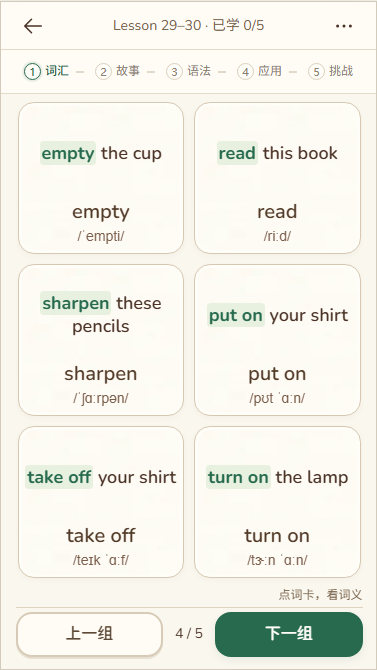 Lesson 29–30 · 已学 0/5
1 词汇 – 2 故事 – 3 语法 – 4 应用 – 5 挑战
empty the cup
empty
/ˈempti/
read this book
read
/riːd/
sharpen these
pencils
sharpen
/ˈʃɑːrpən/
put on your shirt
put on
/pʊt ˈɑːn/
take off your shirt
take off
/teɪk ˈɑːf/
turn on the lamp
turn on
/tɝːn ˈɑːn/
点词卡，看词义
上一组
4 / 5
下一组